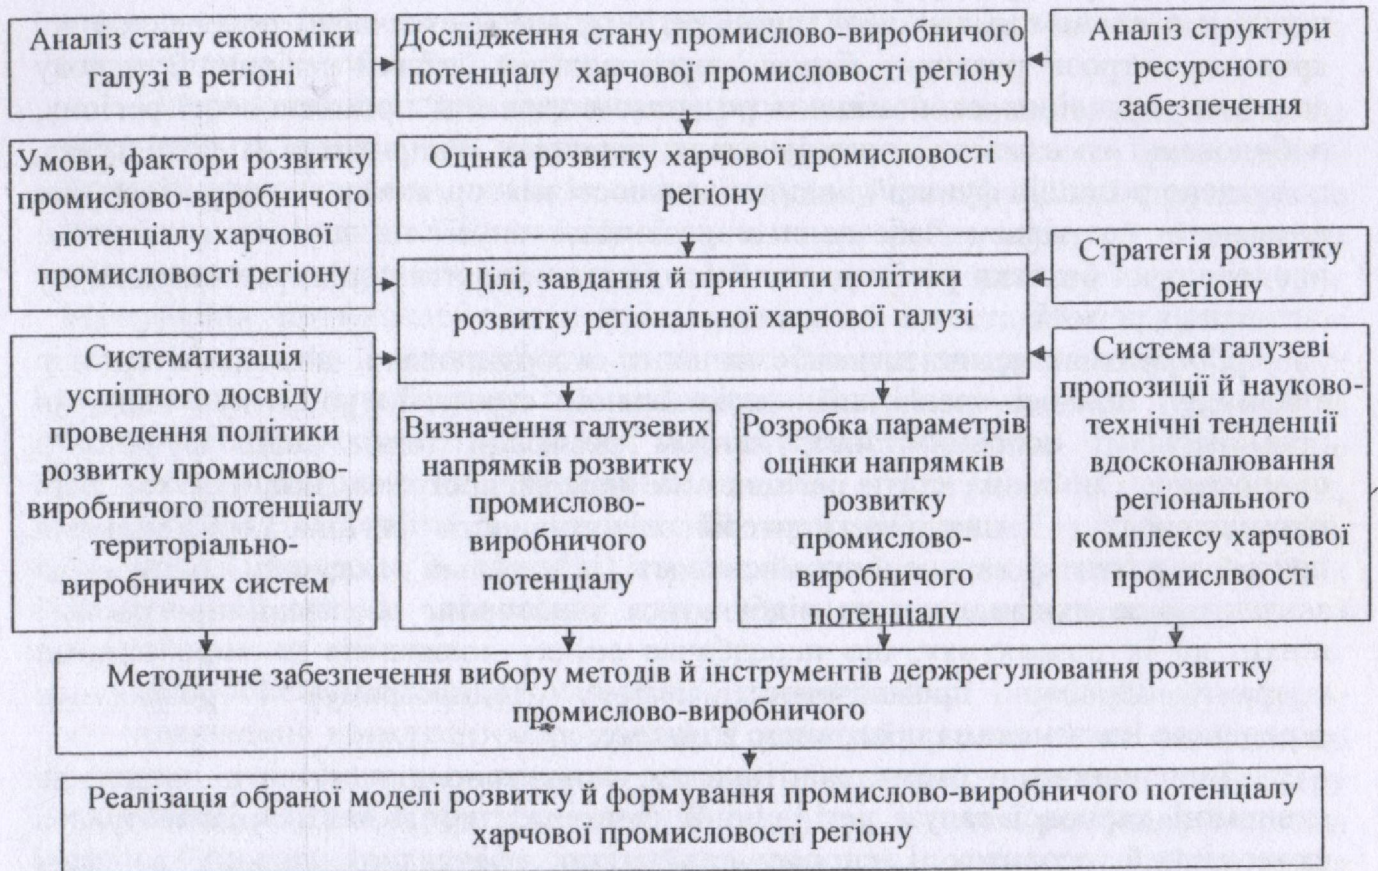 Аналіз стану економіки
галузі в регіоні
Дослідження стану промислово-виробничого
потенціалу харчової промисловості регіону
Аналіз структури
ресурсного
забезпечення
Умови, фактори розвитку
промислово-виробничого
потенціалу харчової
промисловості регіону
Оцінка розвитку харчової промисловості
регіону
Стратегія розвитку
регіону
Цілі, завдання й принципи політики
розвитку регіональної харчової галузі
Систематизація
успішного досвіду
проведення політики
розвитку промислово-
виробничого потенціалу
територіально-
виробничих систем
Визначення галузевих
напрямків розвитку
промислово-
виробничого
потенціалу
Розробка параметрів
оцінки напрямків
розвитку
промислово-
виробничого
потенціалу
Системні галузеві
пропозиції й науково-
технічні тенденції
вдосконалювання
регіонального
комплексу харчової
промислвоості
Методичне забезпечення вибору методів й інструментів держрегулювання розвитку
промислово-виробничого
Реалізація обраної моделі розвитку й формування промислово-виробничого потенціалу
харчової промисловості регіону